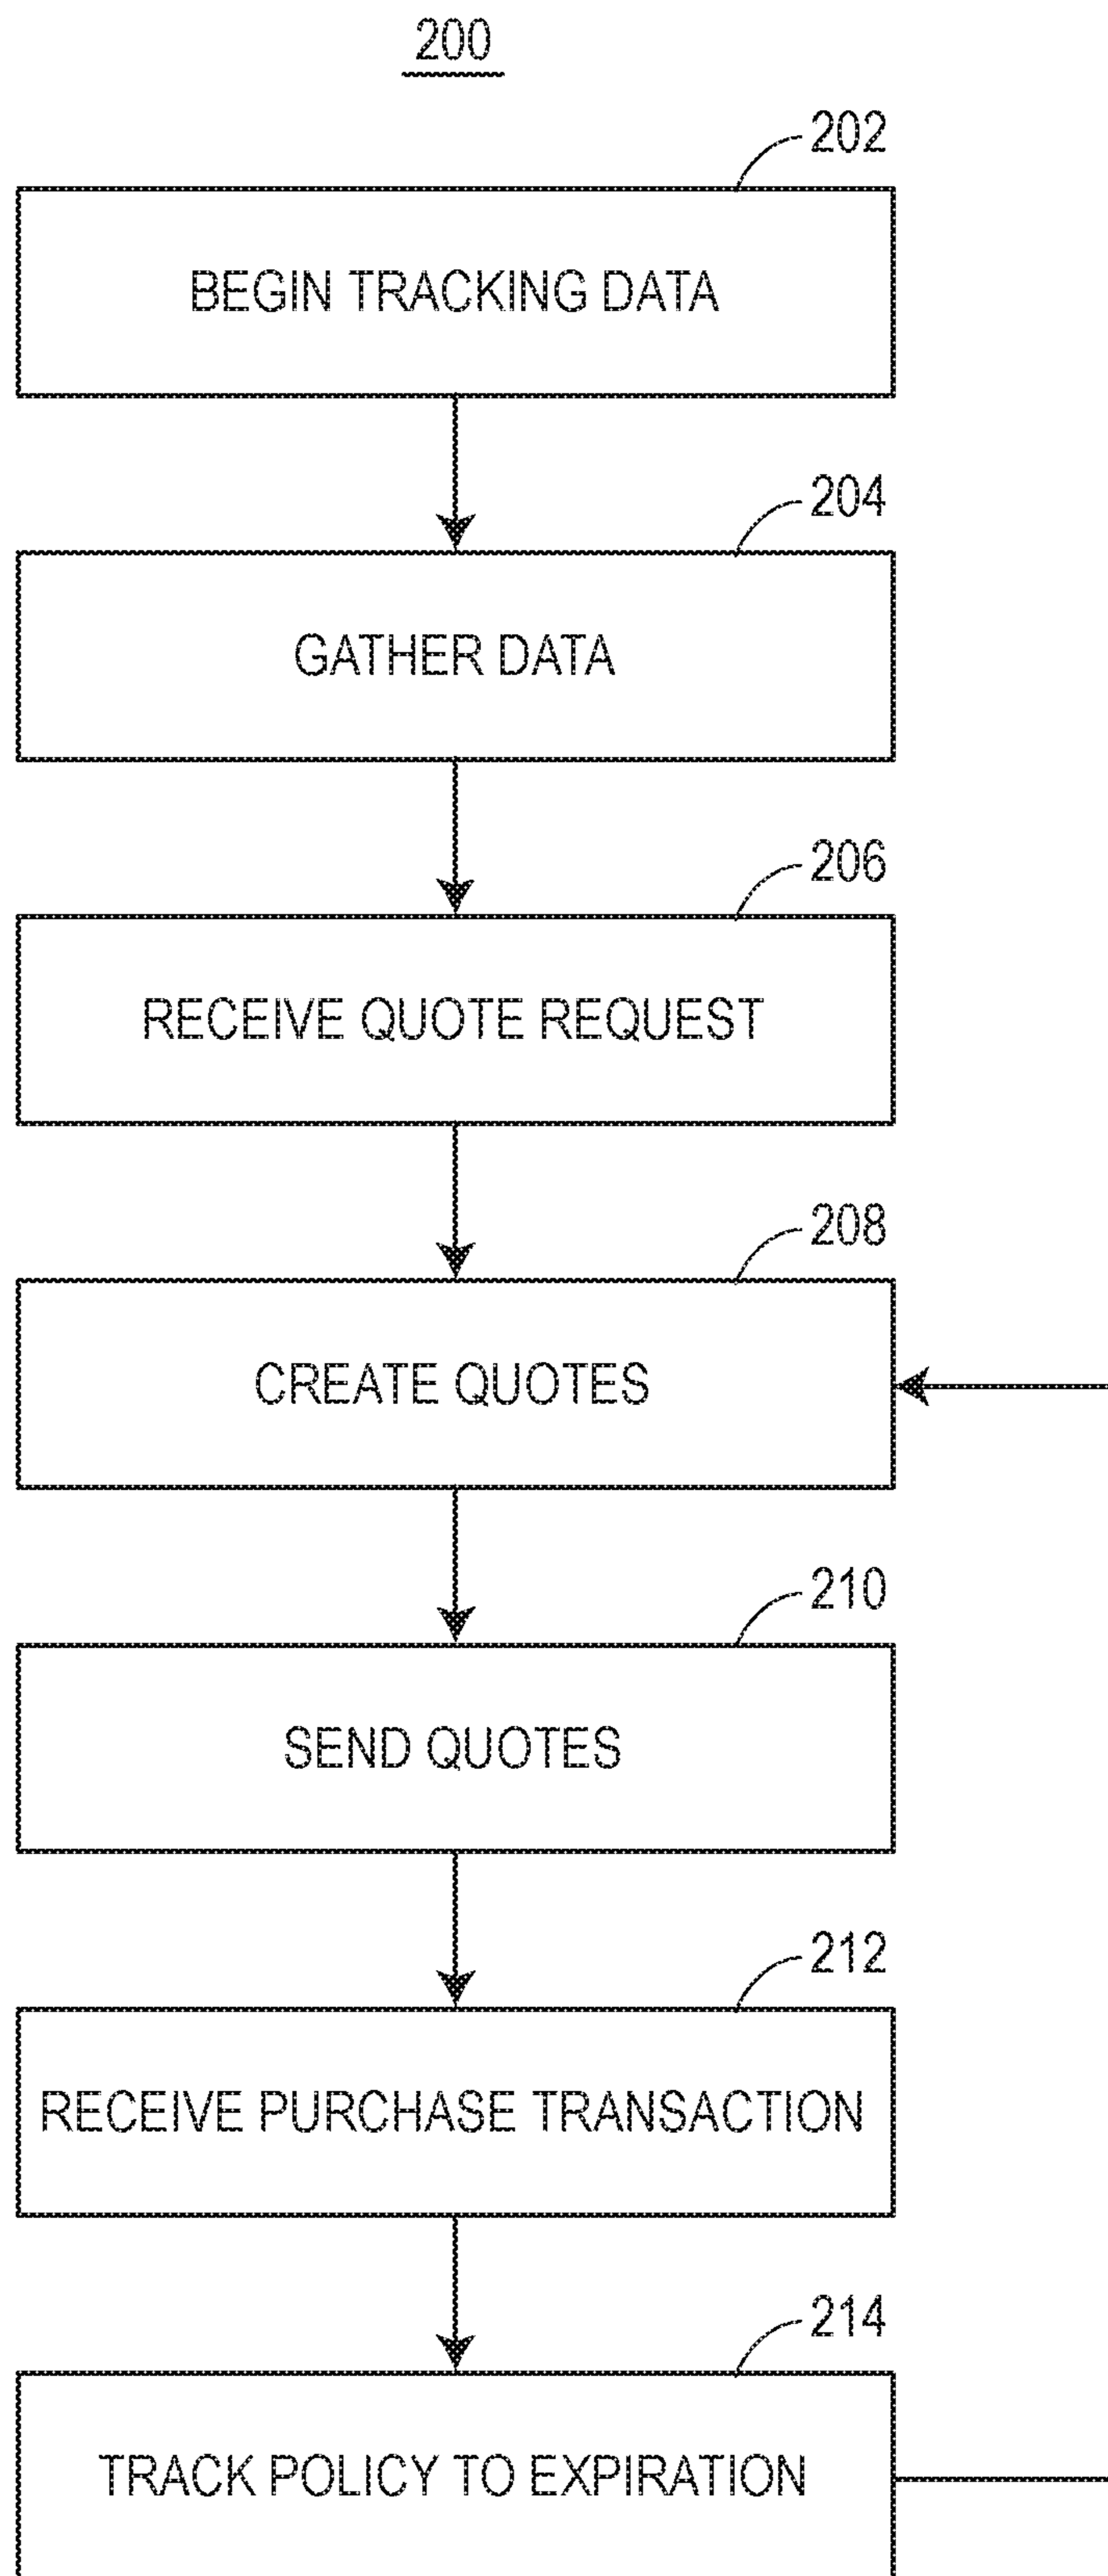 200
202
BEGIN TRACKING DATA
204
GATHER DATA
206
RECEIVE QUOTE REQUEST
208
CREATE QUOTES
210
SEND QUOTES
212
RECEIVE PURCHASE TRANSACTION
214
TRACK POLICY TO EXPIRATION